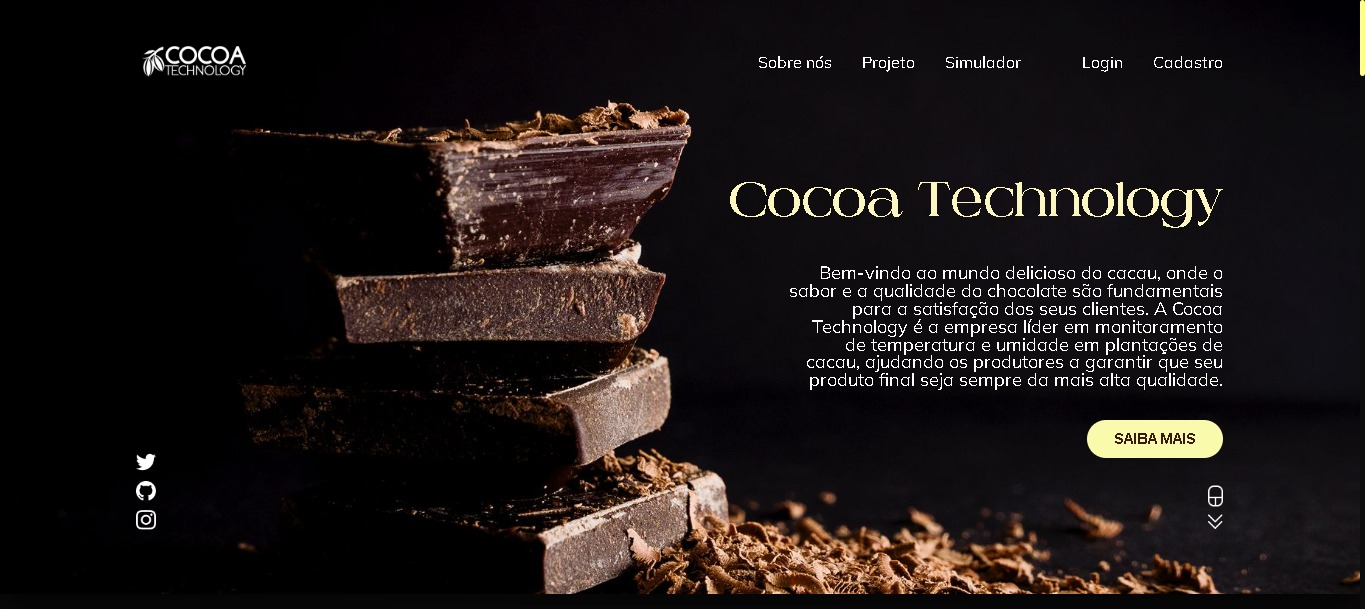 COCOA
TECHNOLOGY
Sobre nós Projeto Simulador Login Cadastro
Cocoa Technology
Bem-vindo ao mundo delicioso do cacau, onde o
sabor e a qualidade do chocolate são fundamentais
para a satisfação dos seus clientes. A Cocoa
Technology é a empresa líder em monitoramento
de temperatura e umidade em plantações de
cacau, ajudando os produtores a garantir que seu
produto final seja sempre da mais alta qualidade.
SAIBA MAIS